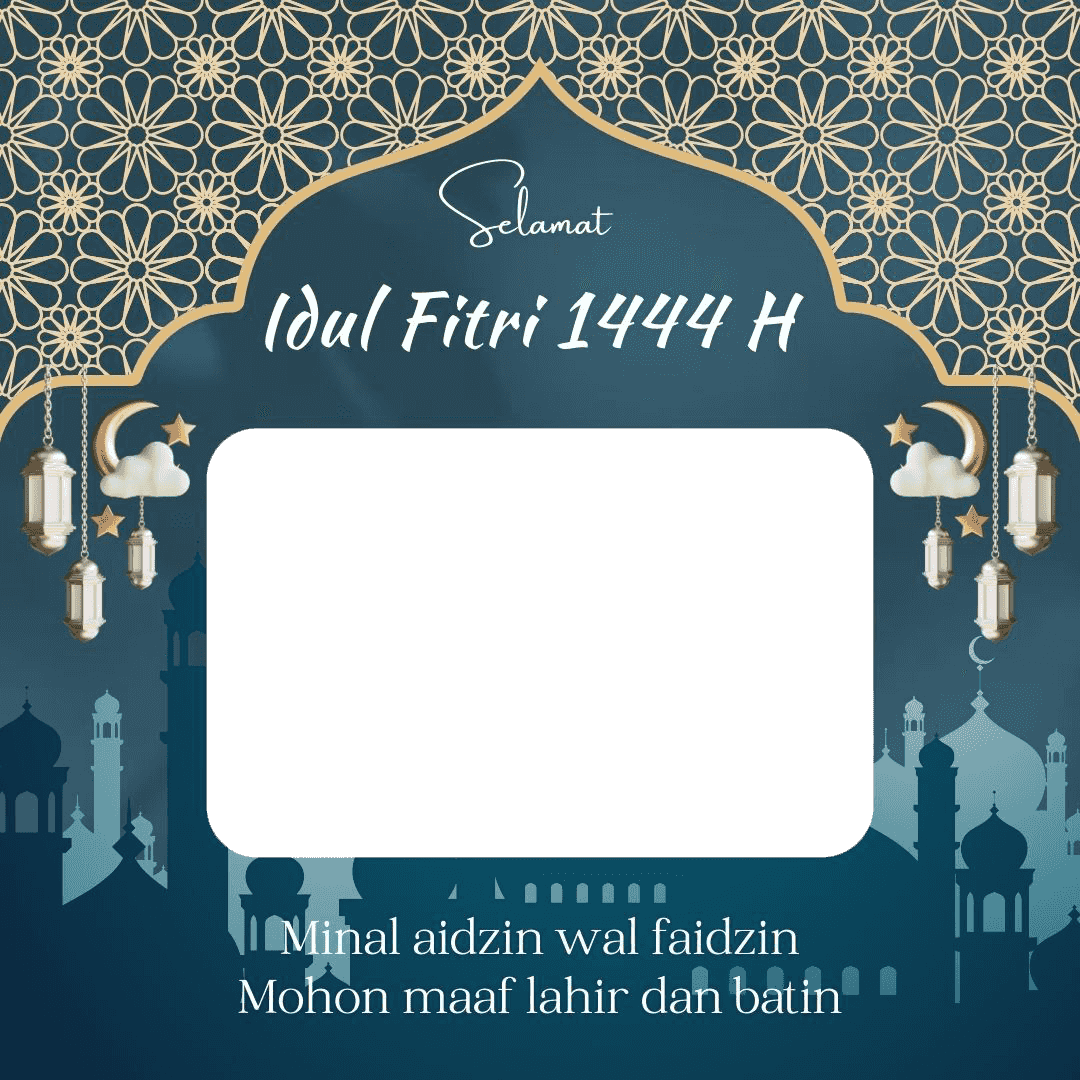 Selamat
Idul Fitri 1444 H
Minal aidzin wal faidzin
Mohon maaf lahir dan batin